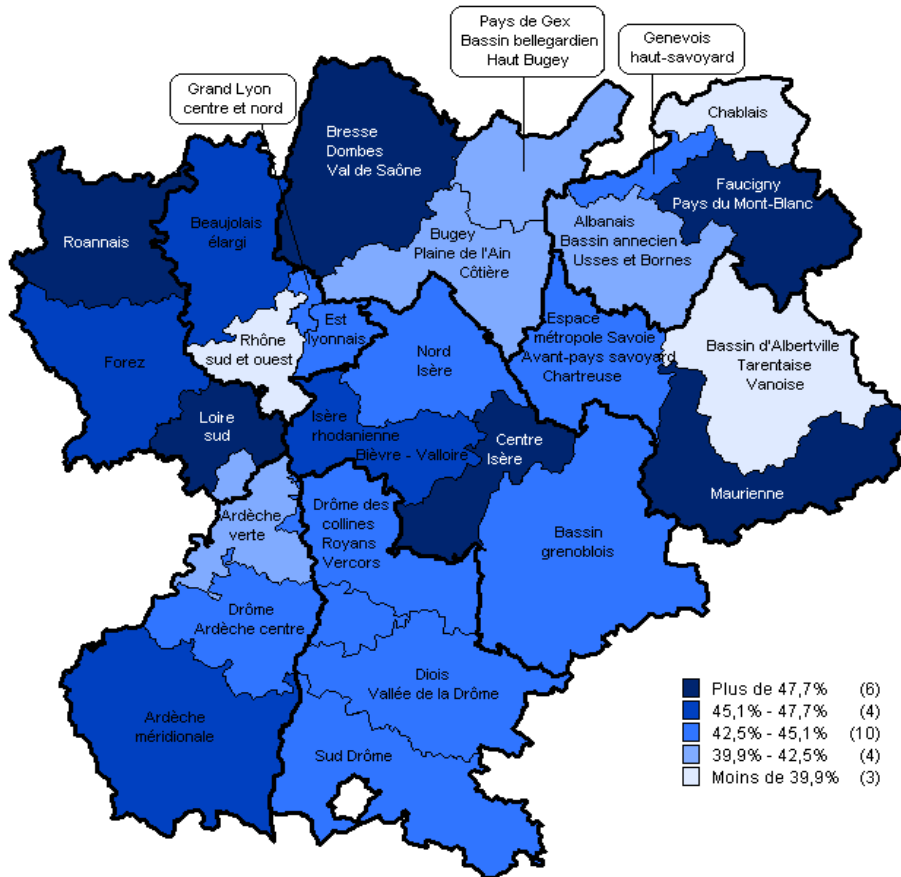 Pays de Gex
Bassin bellegardien
Haut Bugey
Genevois
haut-savoyard
Grand Lyon
centre et nord
Chablais
Bresse
Dombes
Val de Saône
Faucigny
Pays du Mont-Blanc
Roannais
Beaujolais
élargi
Bugey
Plaine de l'Ain
Côtière
Albanais
Bassin annecien
Usses et Bornes
Forez
Rhône
sud et ouest
Est
lyonnais
Nord
Isère
Espace
métropole Savoie
Avant-pays savoyard
Chartreuse
Bassin d'Albertville
Tarentaise
Vanoise
Loire
sud
Isère
rhodanienne
Bièvre - Valloire
Centre
Isère
Maurienne
Ardèche
verte
Drôme des
collines
Royans
Vercors
Bassin
grenoblois
Drôme
Ardèche centre
Diois
Vallée de la Drôme
Ardèche
méridionale
Sud Drôme
Plus de 47,7% (6)
45,1% - 47,7% (4)
42,5% - 45,1% (10)
39,9% - 42,5% (4)
Moins de 39,9% (3)